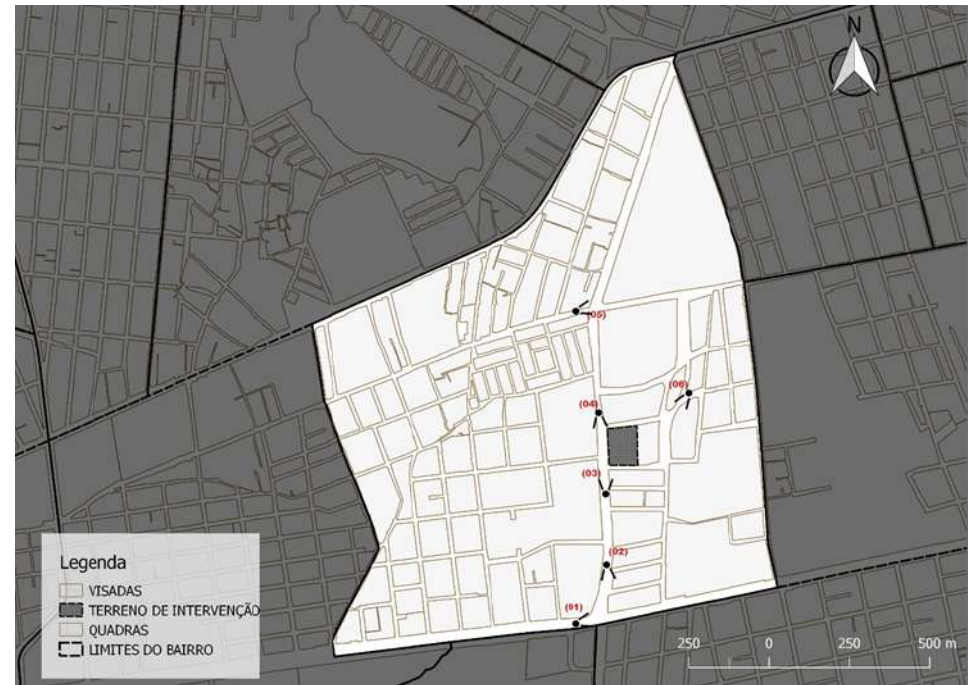 N
(05)
(06)
(04)
(03)
(02)
(01)
Legenda
VISADAS
TERRENO DE INTERVENÇÃO
QUADRAS
LIMITES DO BAIRRO
250 0 250 500 m